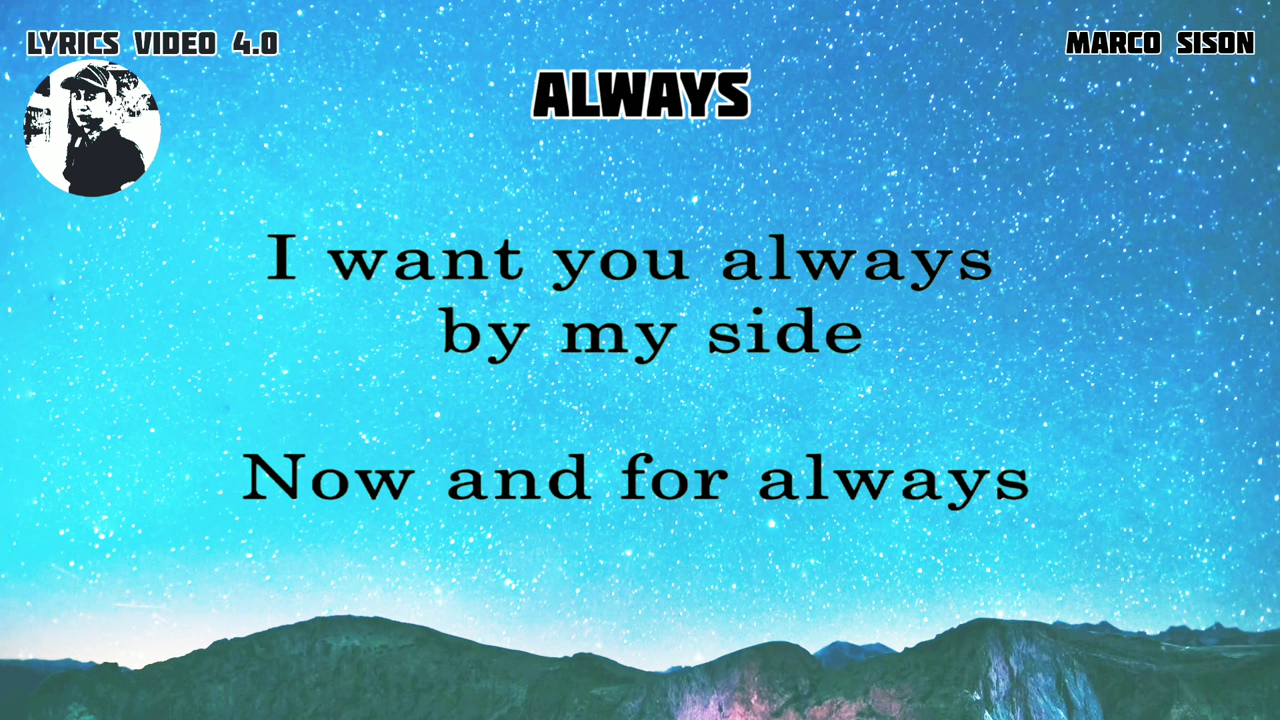 LYRICS VIDEO 4.0
MARCO SISON
ALWAYS
I want you always
by my side
Now and for always